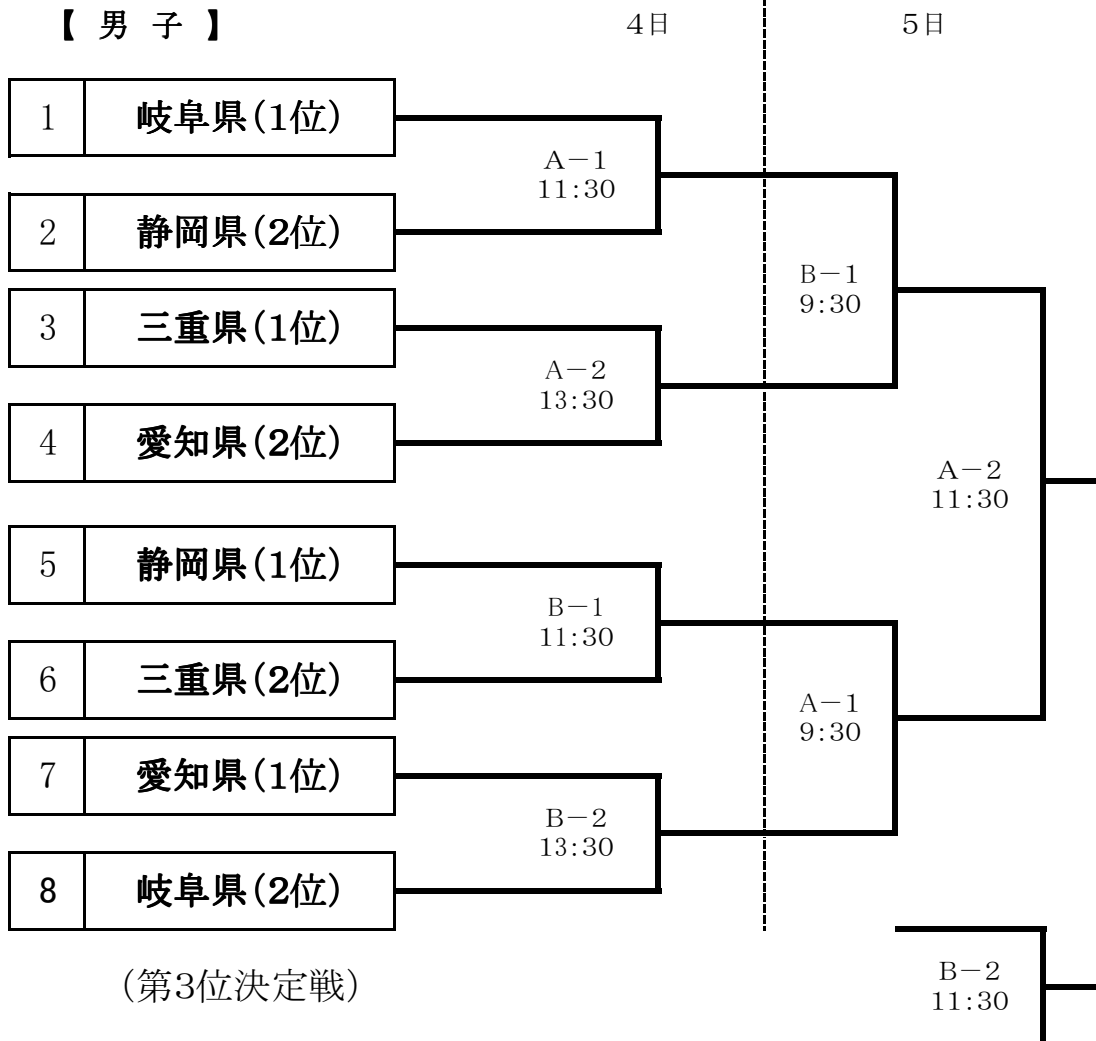 【 男 子 】
4日
5日
1 岐阜県(1位)
A-1
11:30
2 静岡県(2位)
B-1
9:30
3 三重県(1位)
A-2
13:30
4 愛知県(2位)
A-2
11:30
5 静岡県(1位)
B-1
11:30
6 三重県(2位)
A-1
9:30
7 愛知県(1位)
B-2
13:30
8 岐阜県(2位)
(第3位決定戦)
B-2
11:30